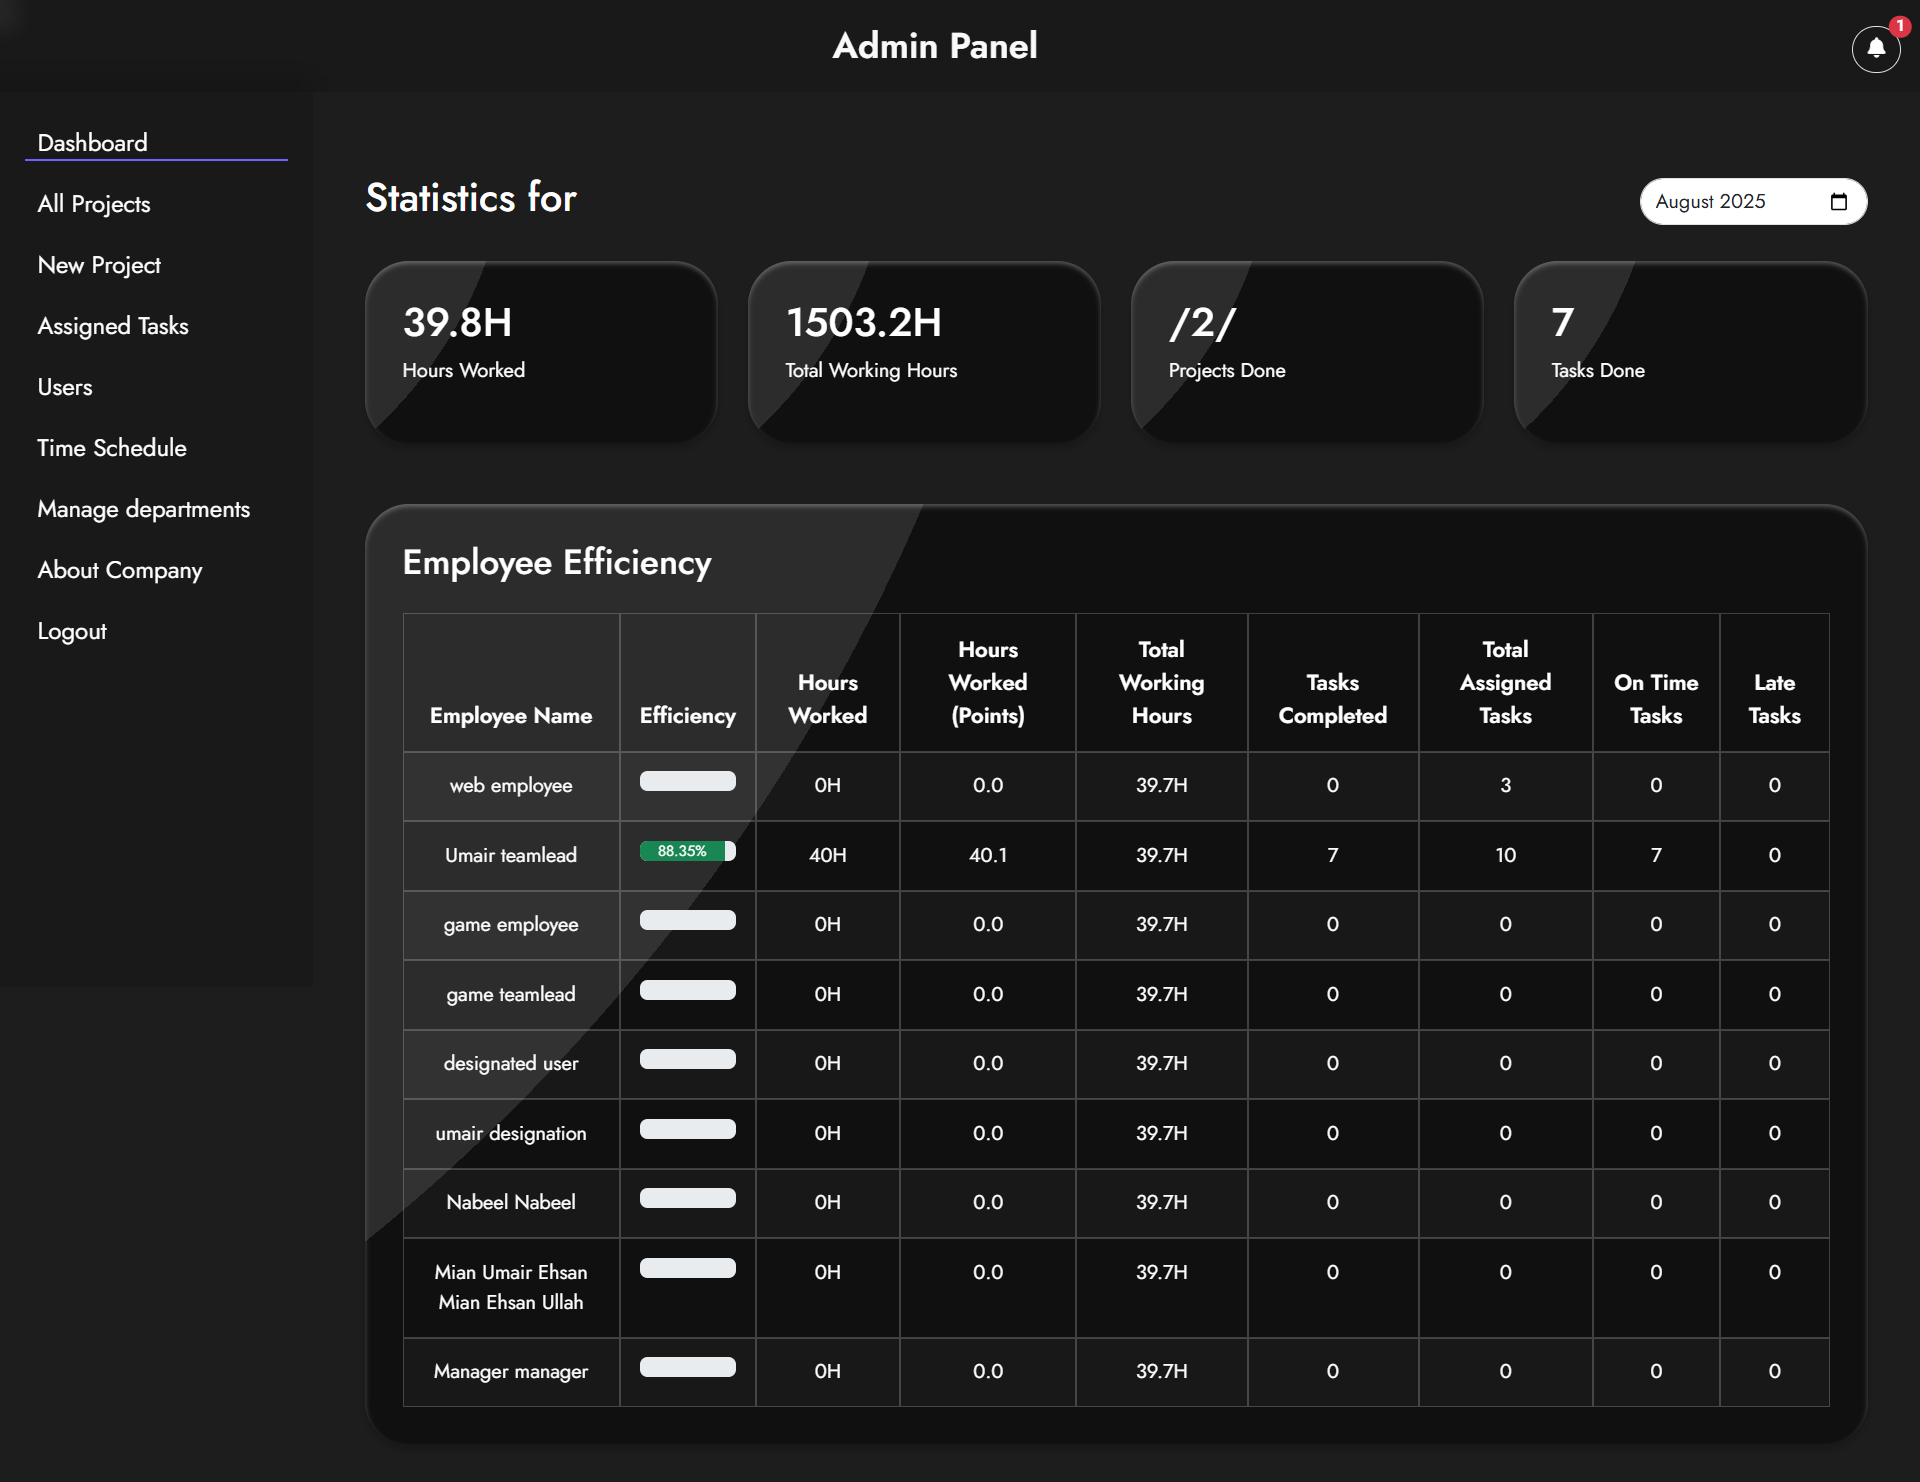 Admin Panel
1
Dashboard
All Projects
New Project
Assigned Tasks
Users
Time Schedule
Manage departments
About Company
Logout
Statistics for
August 2025
39.8H
Hours Worked
1503.2H
Total Working Hours
/2/
Projects Done
7
Tasks Done
Employee Efficiency
Employee Name Efficiency Hours Worked Hours Worked (Points) Total Working Hours Tasks Completed Total Assigned Tasks On Time Tasks Late Tasks
web employee 0H 0.0 39.7H 0 3 0 0
Umair teamlead 88.35% 40H 40.1 39.7H 7 10 7 0
game employee 0H 0.0 39.7H 0 0 0 0
game teamlead 0H 0.0 39.7H 0 0 0 0
designated user 0H 0.0 39.7H 0 0 0 0
umair designation 0H 0.0 39.7H 0 0 0 0
Nabeel Nabeel 0H 0.0 39.7H 0 0 0 0
Mian Umair Ehsan 0H 0.0 39.7H 0 0 0 0
Mian Ehsan Ullah
Manager manager 0H 0.0 39.7H 0 0 0 0